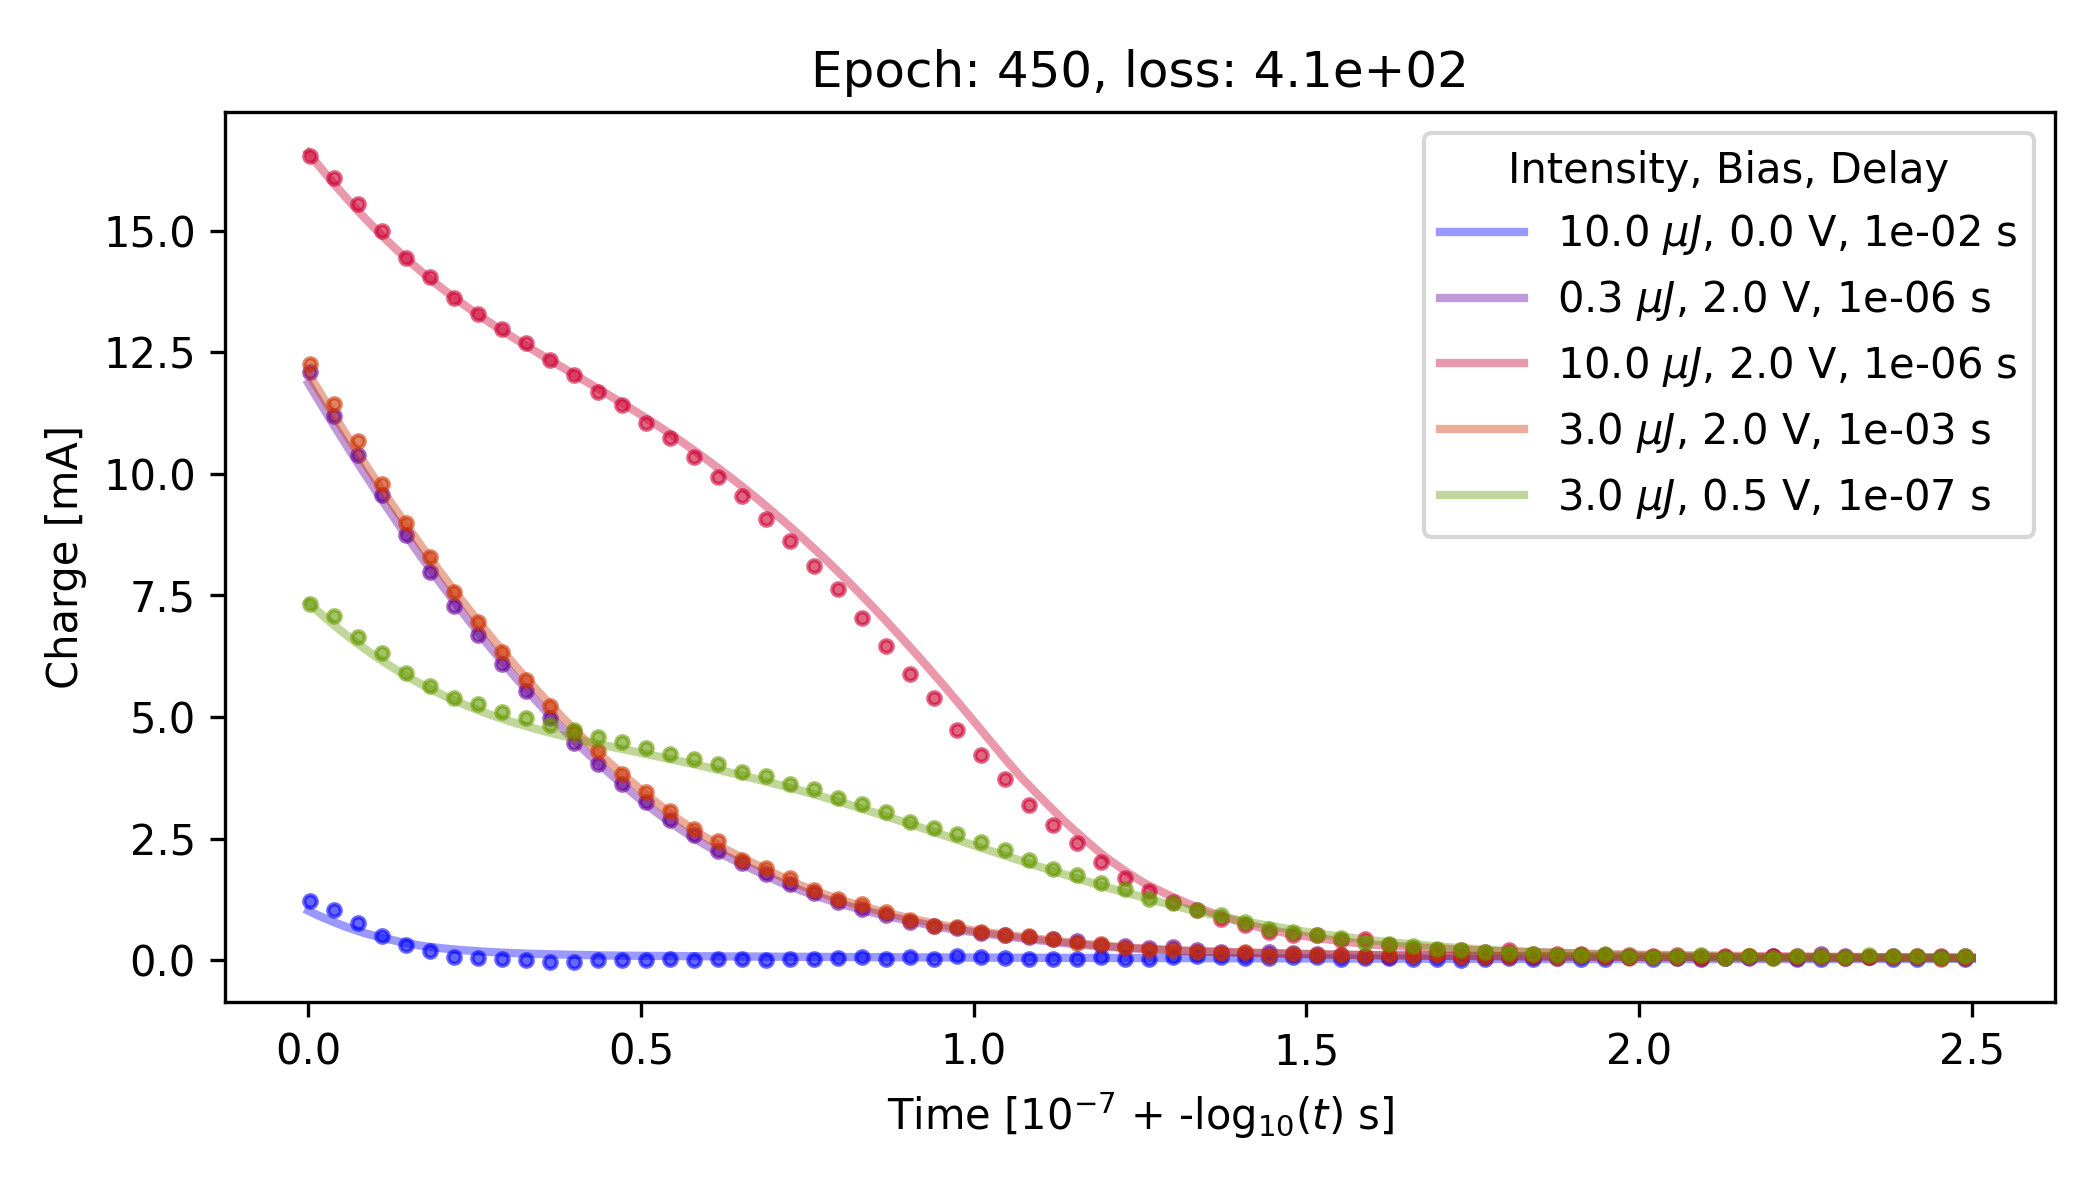 Epoch: 450, loss: 4.1e+02
Charge [mA]
15.0
12.5
10.0
7.5
5.0
2.5
0.0
Intensity, Bias, Delay
10.0 μJ, 0.0 V, 1e-02 s
0.3 μJ, 2.0 V, 1e-06 s
10.0 μJ, 2.0 V, 1e-06 s
3.0 μJ, 2.0 V, 1e-03 s
3.0 μJ, 0.5 V, 1e-07 s
0.0 0.5 1.0 1.5 2.0 2.5
Time [10⁻⁷ + -log₁₀(t) s]